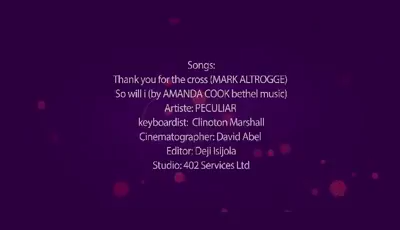 Songs:
Thank you for the cross (MARK ALTROGGE)
So will i (by AMANDA COOK bethel music)
Artiste: PECULIAR
keyboardist: Clinoton Marshall
Cinematographer: David Abel
Editor: Deji Isijola
Studio: 402 Services Ltd